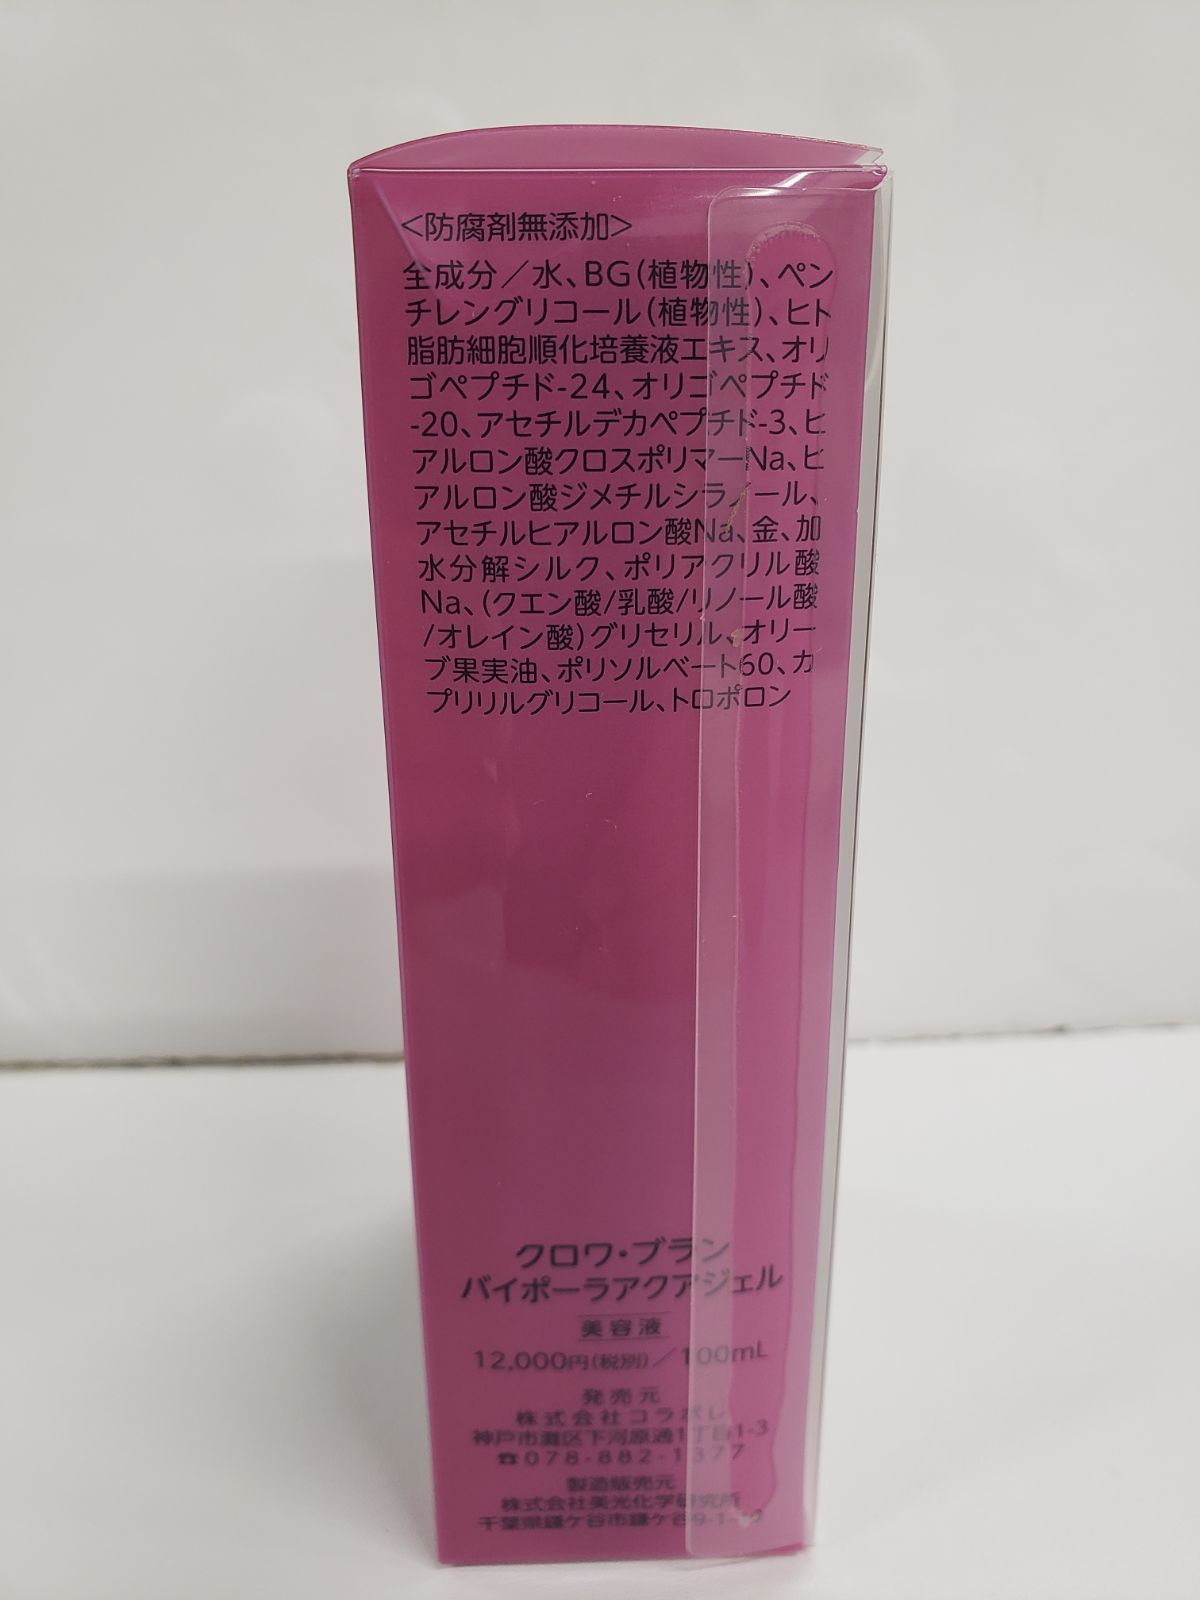 ＜防腐剤無添加＞
全成分／水、BG(植物性)、ペン
チレングリコール(植物性)、ヒト
脂肪細胞順化培養液エキス、オリ
ゴペプチド-24、オリゴペプチド
-20、アセチルデカペプチド-3、ヒ
アルロン酸クロスポリマーNa、ヒ
アルロン酸ジメチルシラノール、
アセチルヒアルロン酸Na、金、加
水分解シルク、ポリアクリル酸
Na、(クエン酸/乳酸/リノール酸
/オレイン酸)グリセリル、オリー
ブ果実油、ポリソルベート60、カ
プリリルグリコール、トロポロン
クロワ・ブラン
バイポーラアクアジェル
美容液
12,000円(税別)／100mL
発売元
株式会社コラボレ
神戸市灘区下河原通1丁目1-3
☎078-882-1377
製造販売元
株式会社美光化学研究所
千葉県鎌ケ谷市鎌ケ谷9-1-